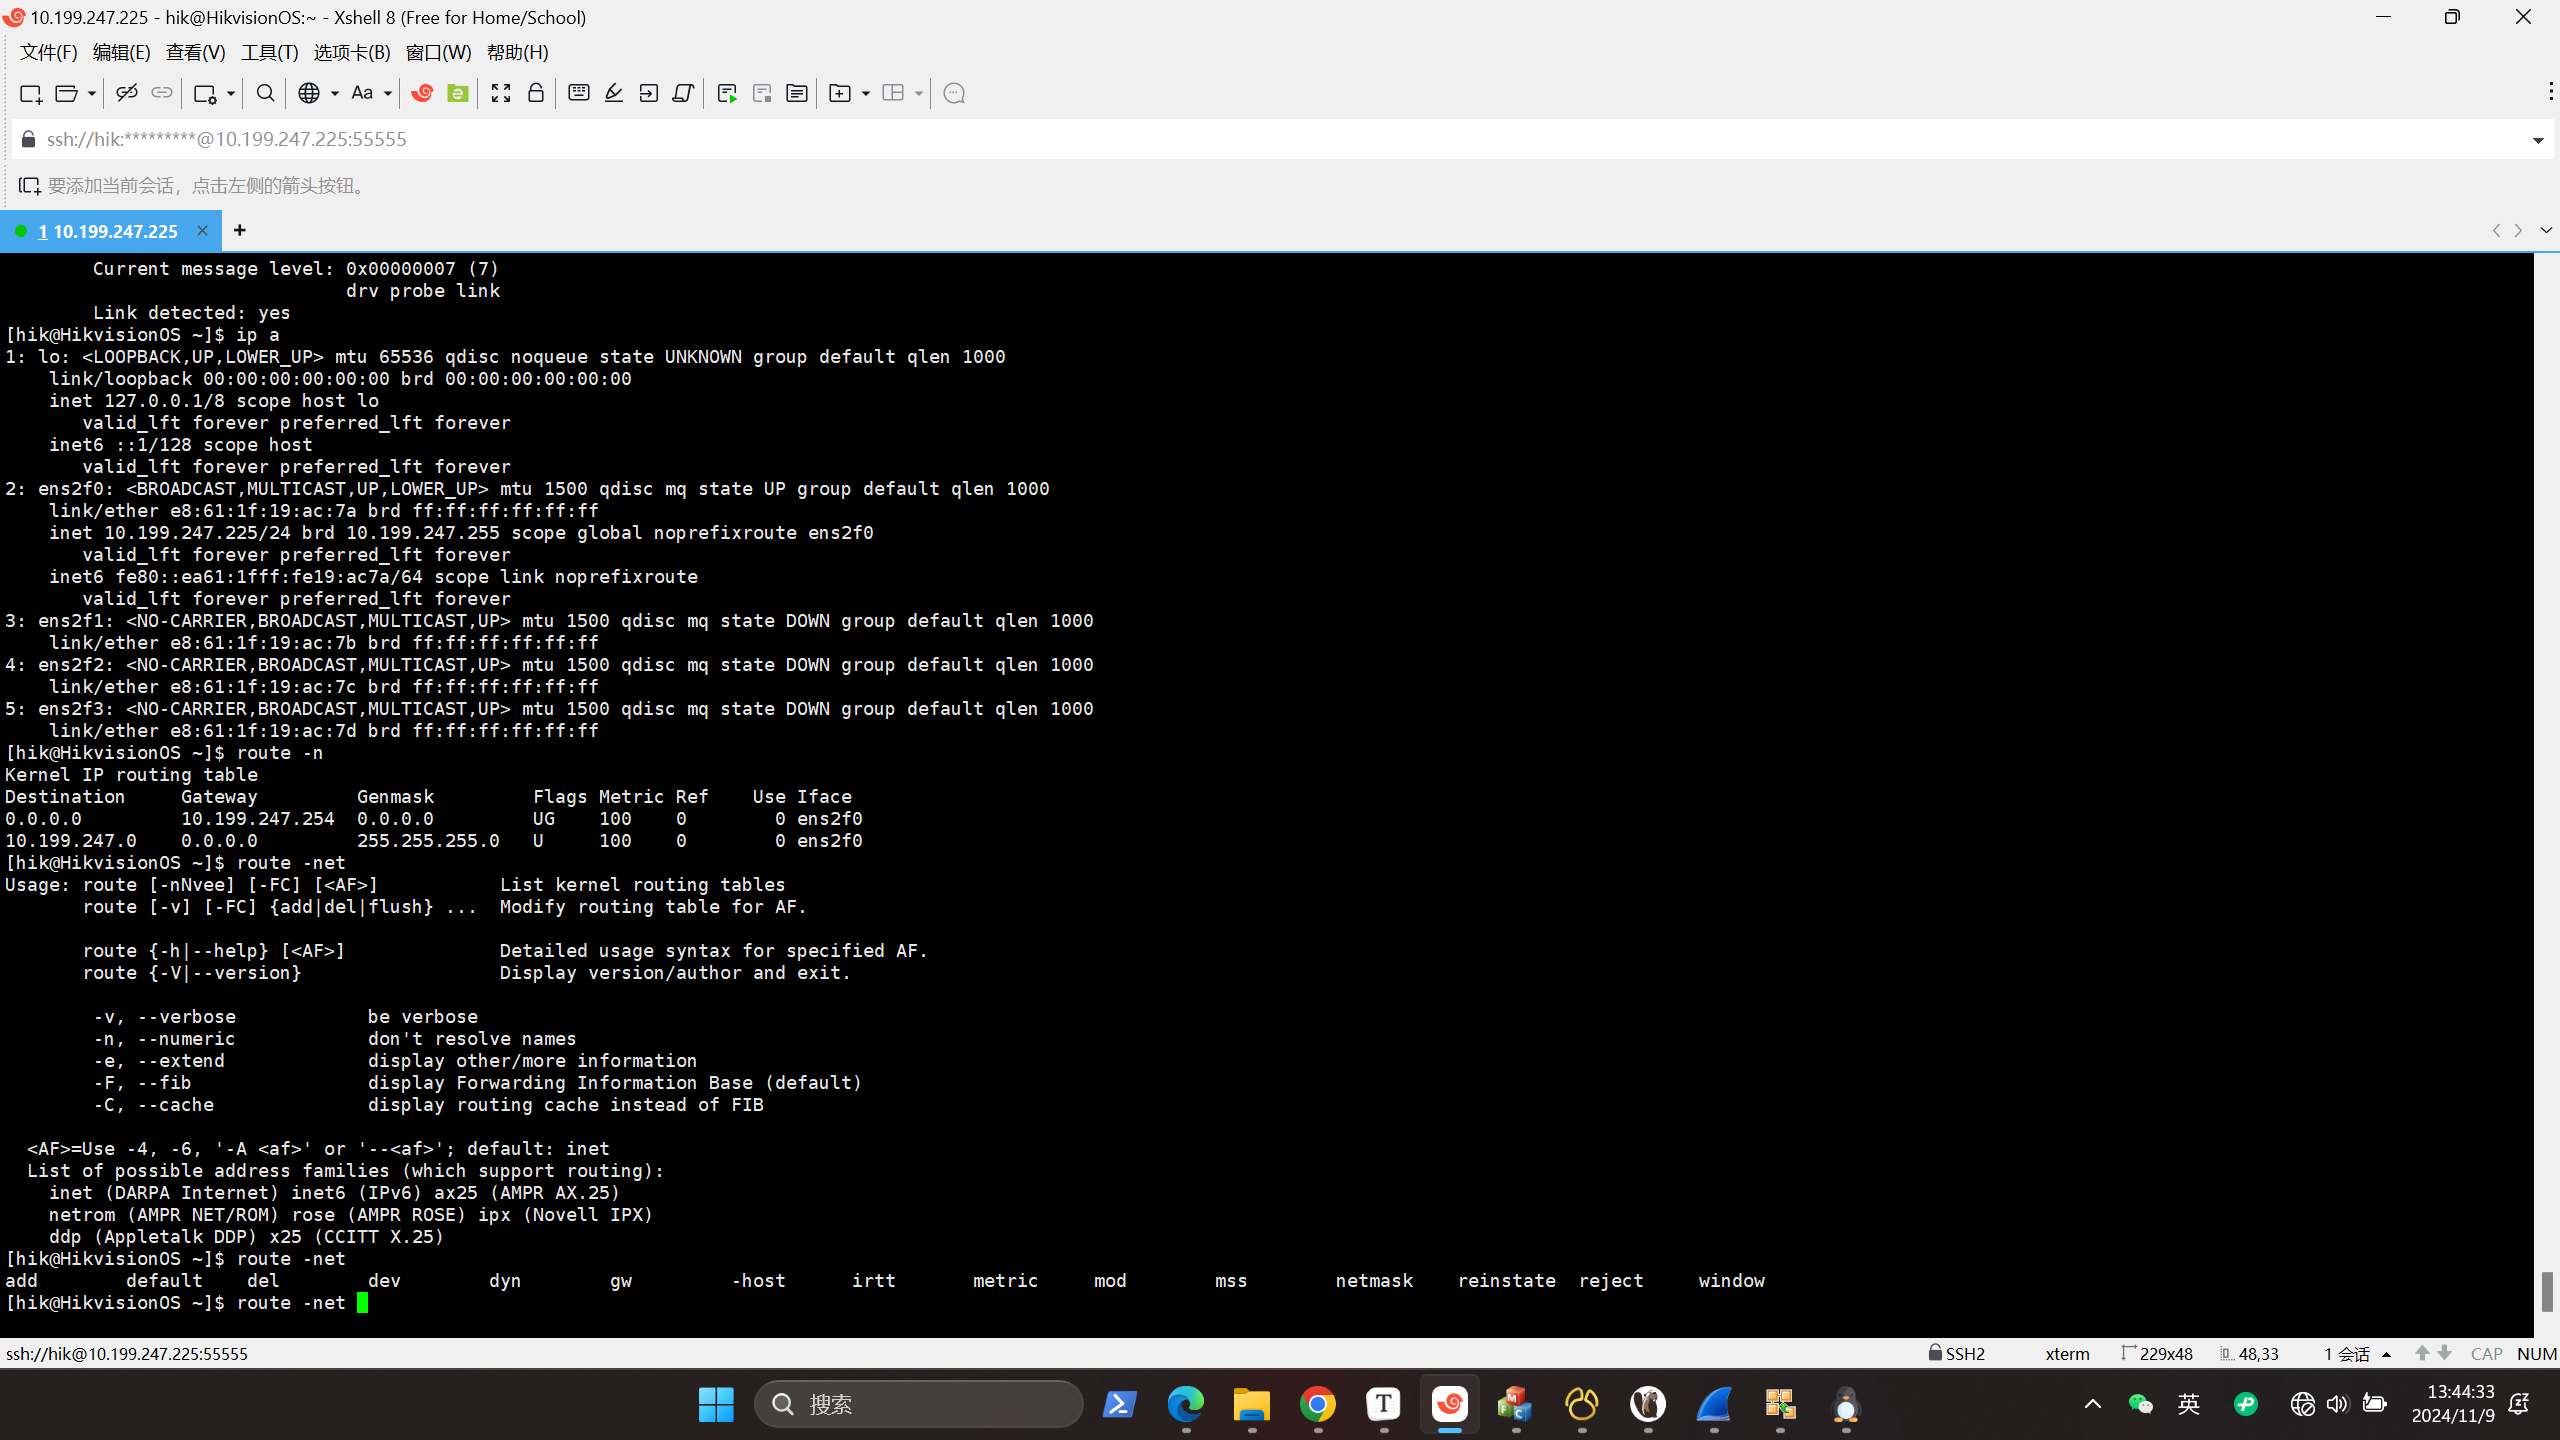 10.199.247.225 - hik@HikvisionOS:~ - Xshell 8 (Free for Home/School)
文件(F) 编辑(E) 查看(V) 工具(T) 选项卡(B) 窗口(W) 帮助(H)
Aa
ssh://hik:*********@10.199.247.225:55555
要添加当前会话，点击左侧的箭头按钮。
1 10.199.247.225 × +
Current message level: 0x00000007 (7)
drv probe link
Link detected: yes
[hik@HikvisionOS ~]$ ip a
1: lo: <LOOPBACK,UP,LOWER_UP> mtu 65536 qdisc noqueue state UNKNOWN group default qlen 1000
link/loopback 00:00:00:00:00:00 brd 00:00:00:00:00:00
inet 127.0.0.1/8 scope host lo
valid_lft forever preferred_lft forever
inet6 ::1/128 scope host
valid_lft forever preferred_lft forever
2: ens2f0: <BROADCAST,MULTICAST,UP,LOWER_UP> mtu 1500 qdisc mq state UP group default qlen 1000
link/ether e8:61:1f:19:ac:7a brd ff:ff:ff:ff:ff:ff
inet 10.199.247.225/24 brd 10.199.247.255 scope global noprefixroute ens2f0
valid_lft forever preferred_lft forever
inet6 fe80::ea61:1fff:fe19:ac7a/64 scope link noprefixroute
valid_lft forever preferred_lft forever
3: ens2f1: <NO-CARRIER,BROADCAST,MULTICAST,UP> mtu 1500 qdisc mq state DOWN group default qlen 1000
link/ether e8:61:1f:19:ac:7b brd ff:ff:ff:ff:ff:ff
4: ens2f2: <NO-CARRIER,BROADCAST,MULTICAST,UP> mtu 1500 qdisc mq state DOWN group default qlen 1000
link/ether e8:61:1f:19:ac:7c brd ff:ff:ff:ff:ff:ff
5: ens2f3: <NO-CARRIER,BROADCAST,MULTICAST,UP> mtu 1500 qdisc mq state DOWN group default qlen 1000
link/ether e8:61:1f:19:ac:7d brd ff:ff:ff:ff:ff:ff
[hik@HikvisionOS ~]$ route -n
Kernel IP routing table
Destination     Gateway         Genmask         Flags Metric Ref    Use Iface
0.0.0.0         10.199.247.254  0.0.0.0         UG    100    0        0 ens2f0
10.199.247.0    0.0.0.0         255.255.255.0   U     100    0        0 ens2f0
[hik@HikvisionOS ~]$ route -net
Usage: route [-nNvee] [-FC] [<AF>]           List kernel routing tables
route [-v] [-FC] {add|del|flush} ...  Modify routing table for AF.
route {-h|--help} [<AF>]              Detailed usage syntax for specified AF.
route {-V|--version}                  Display version/author and exit.
-v, --verbose            be verbose
-n, --numeric            don't resolve names
-e, --extend             display other/more information
-F, --fib                display Forwarding Information Base (default)
-C, --cache              display routing cache instead of FIB
<AF>=Use -4, -6, '-A <af>' or '--<af>'; default: inet
List of possible address families (which support routing):
inet (DARPA Internet) inet6 (IPv6) ax25 (AMPR AX.25)
netrom (AMPR NET/ROM) rose (AMPR ROSE) ipx (Novell IPX)
ddp (Appletalk DDP) x25 (CCITT X.25)
[hik@HikvisionOS ~]$ route -net
add default del dev dyn gw -host irtt metric mod mss netmask reinstate reject window
[hik@HikvisionOS ~]$ route -net
ssh://hik@10.199.247.225:55555 SSH2 xterm 229x48 48,33 1 会话 CAP NUM
搜索 T 英 13:44:33
2024/11/9